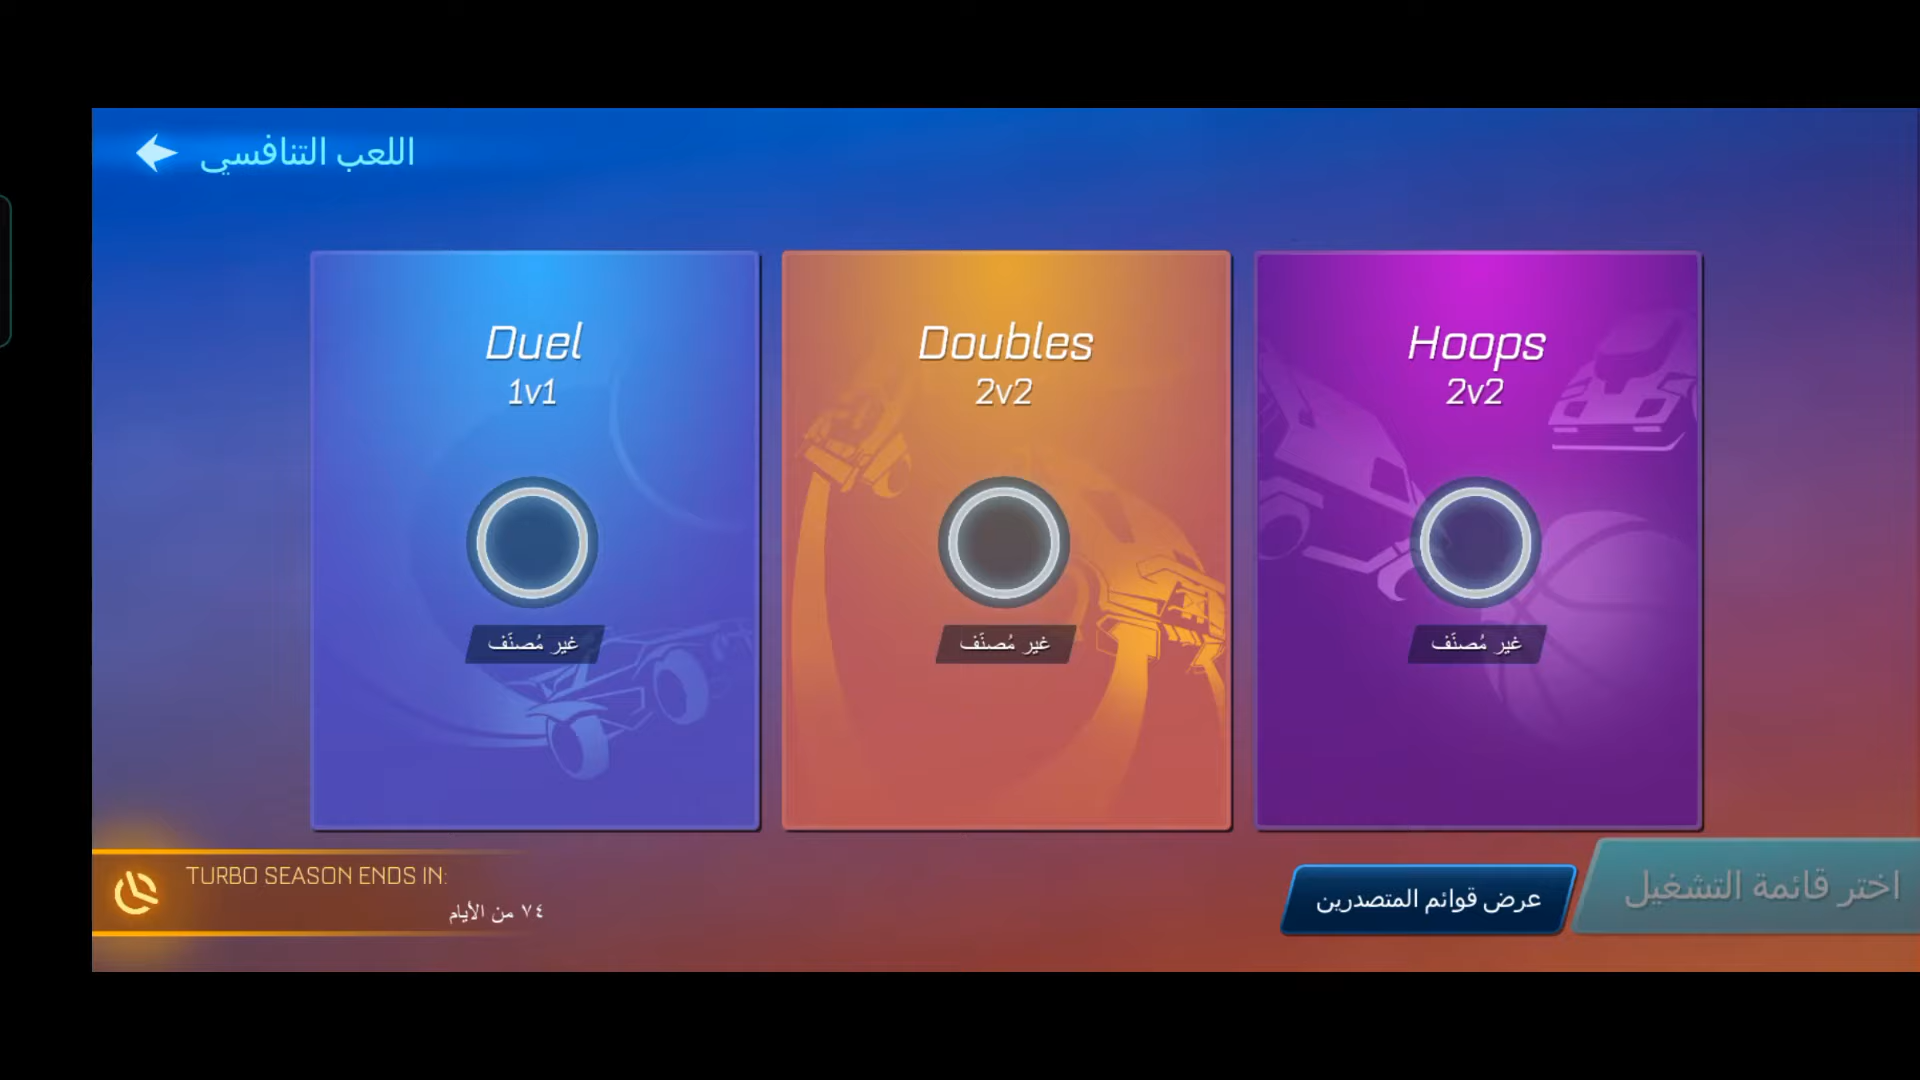 اللعب التنافسي
Duel
1v1
غير مُصنَّف
Doubles
2v2
غير مُصنَّف
Hoops
2v2
غير مُصنَّف
TURBO SEASON ENDS IN:
٧٤ من الأيام
عرض قوائم المتصدرين
اختر قائمة التشغيل